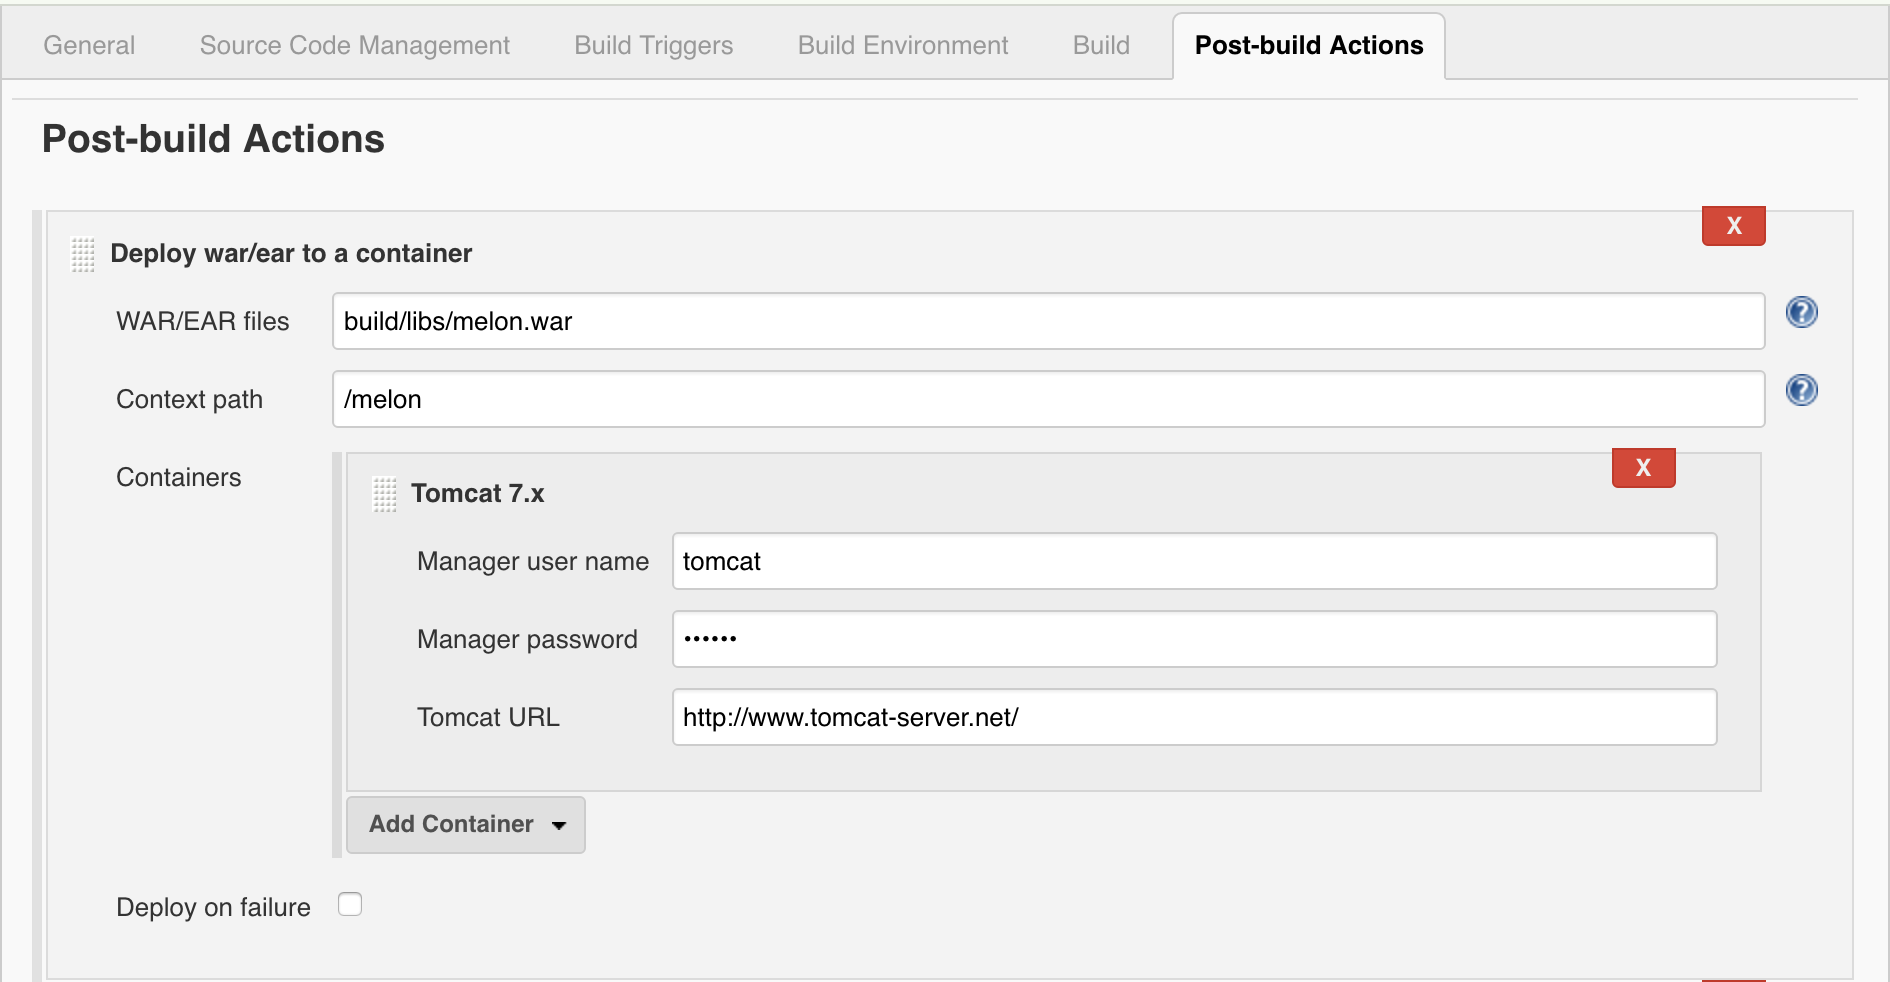 General Source Code Management Build Triggers Build Environment Build Post-build Actions
Post-build Actions
X
Deploy war/ear to a container
WAR/EAR files build/libs/melon.war ?
Context path /melon ?
Containers
X
Tomcat 7.x
Manager user name tomcat
Manager password ••••••
Tomcat URL http://www.tomcat-server.net/
Add Container
Deploy on failure